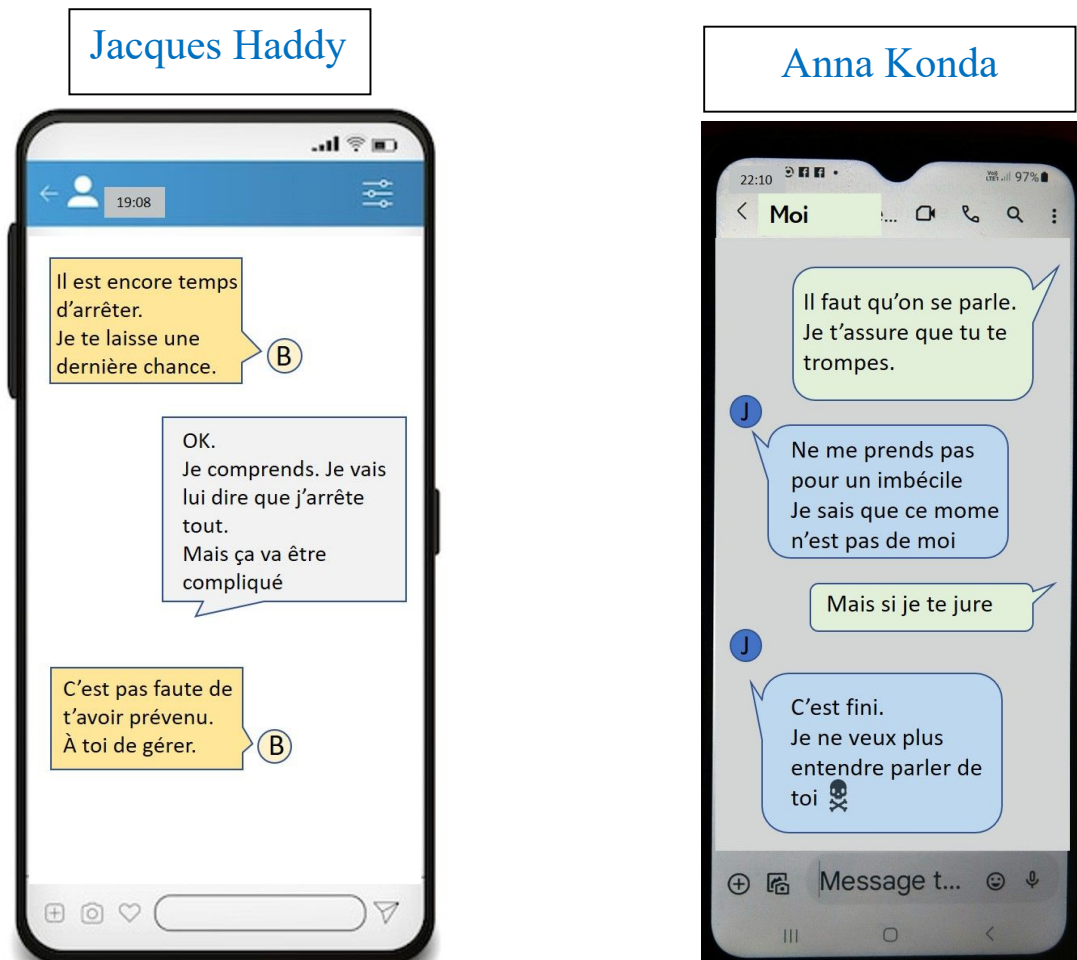 Jacques Haddy
19:08
Il est encore temps
d’arrêter.
Je te laisse une
dernière chance.
B
OK.
Je comprends. Je vais
lui dire que j’arrête
tout.
Mais ça va être
compliqué
C’est pas faute de
t’avoir prévenu.
À toi de gérer.
B
Anna Konda
22:10
97%
Moi
Il faut qu’on se parle.
Je t’assure que tu te
trompes.
J
Ne me prends pas
pour un imbécile
Je sais que ce mome
n’est pas de moi
Mais si je te jure
J
C’est fini.
Je ne veux plus
entendre parler de
toi
Message t...